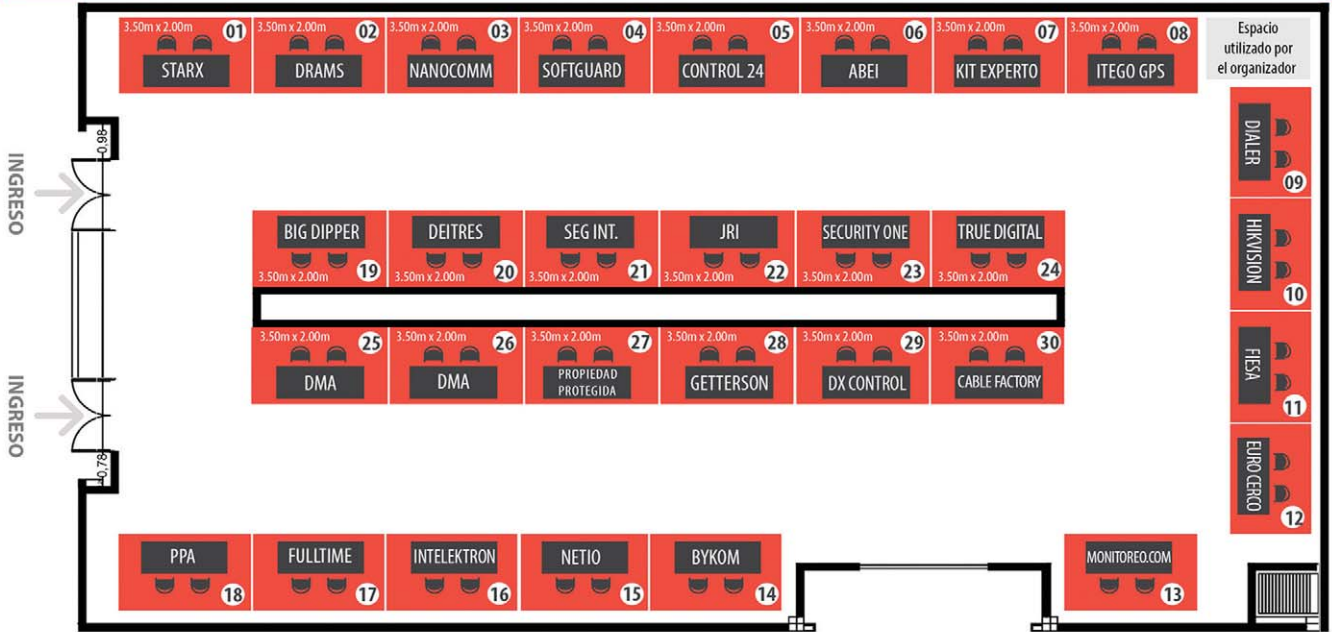 3.50m x 2.00m 01
STARX
3.50m x 2.00m 02
DRAMS
3.50m x 2.00m 03
NANOCOMM
3.50m x 2.00m 04
SOFTGUARD
3.50m x 2.00m 05
CONTROL 24
3.50m x 2.00m 06
ABEI
3.50m x 2.00m 07
KIT EXPERTO
3.50m x 2.00m 08
ITEGO GPS
Espacio
utilizado por
el organizador
DIALER
09
HIKVISION
10
FIESA
11
EURO CERCO
12
0.98
INGRESO
INGRESO
0.78
BIG DIPPER
3.50m x 2.00m 19
DEITRES
3.50m x 2.00m 20
SEG INT.
3.50m x 2.00m 21
JRI
3.50m x 2.00m 22
SECURITY ONE
3.50m x 2.00m 23
TRUE DIGITAL
3.50m x 2.00m 24
3.50m x 2.00m 25
DMA
3.50m x 2.00m 26
DMA
3.50m x 2.00m 27
PROPIEDAD
PROTEGIDA
3.50m x 2.00m 28
GETTERSON
3.50m x 2.00m 29
DX CONTROL
3.50m x 2.00m 30
CABLE FACTORY
PPA
18
FULLTIME
17
INTELEKTRON
16
NETIO
15
BYKOM
14
MONITOREO.COM
13